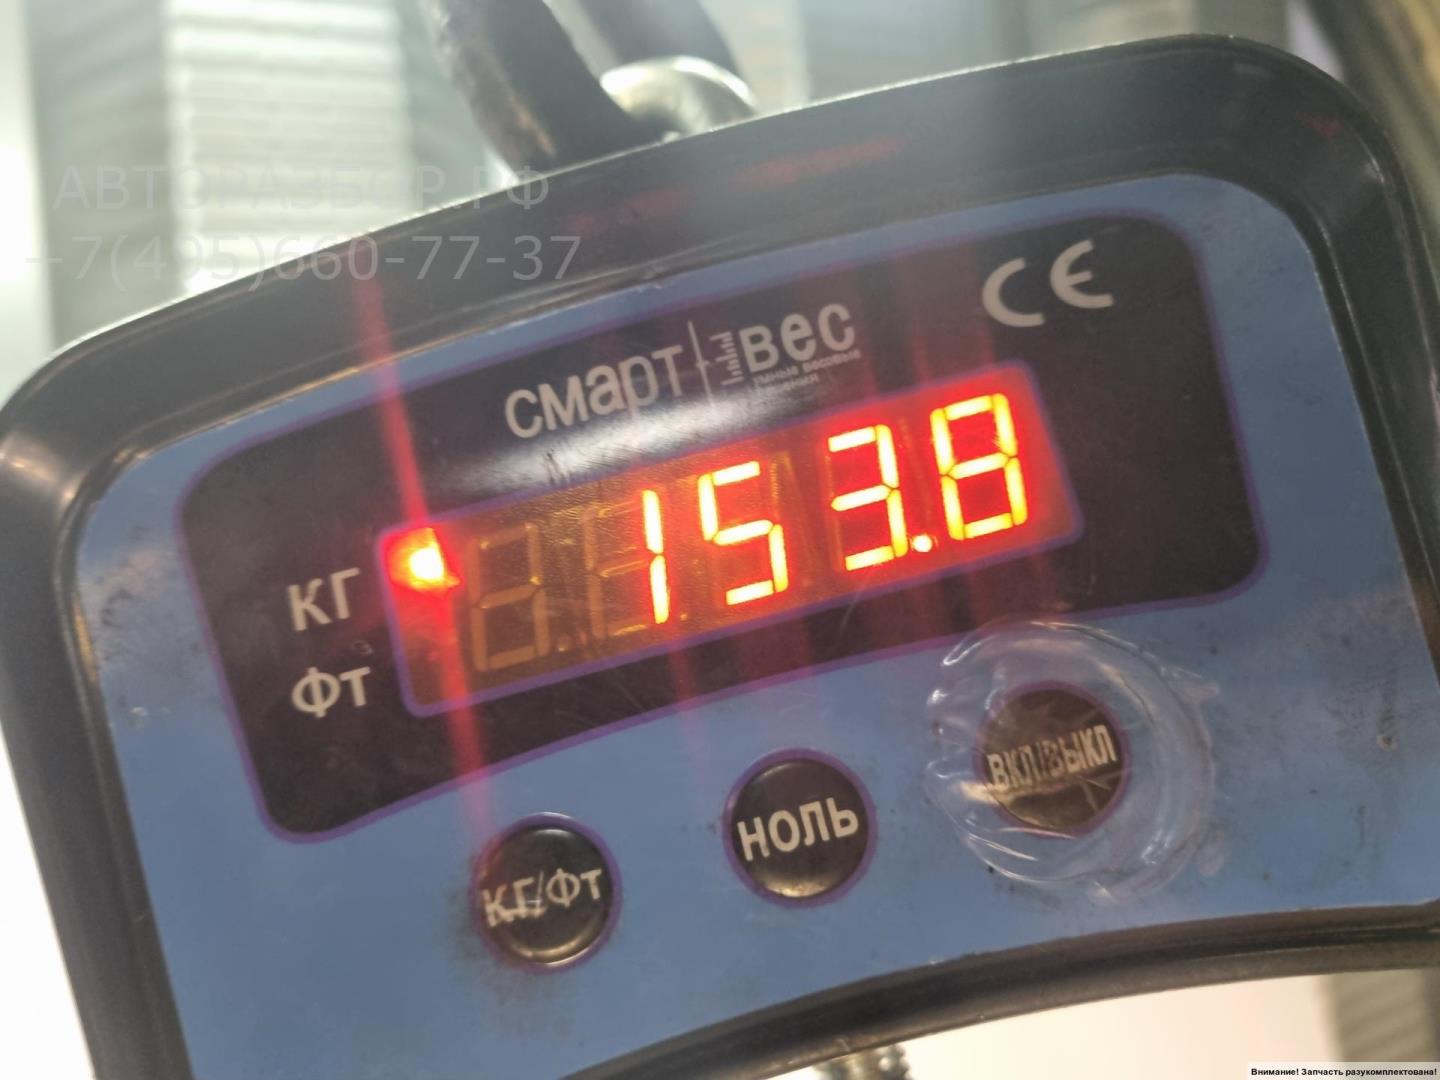 АВТОРАЗБОР.РФ
+7(495)660-77-37
CE
смарт вес
153.8
КГ
Фт
КГ/Фт
НОЛЬ
ВКЛ/ВЫКЛ
Внимание! Запчасть разукомплектована!